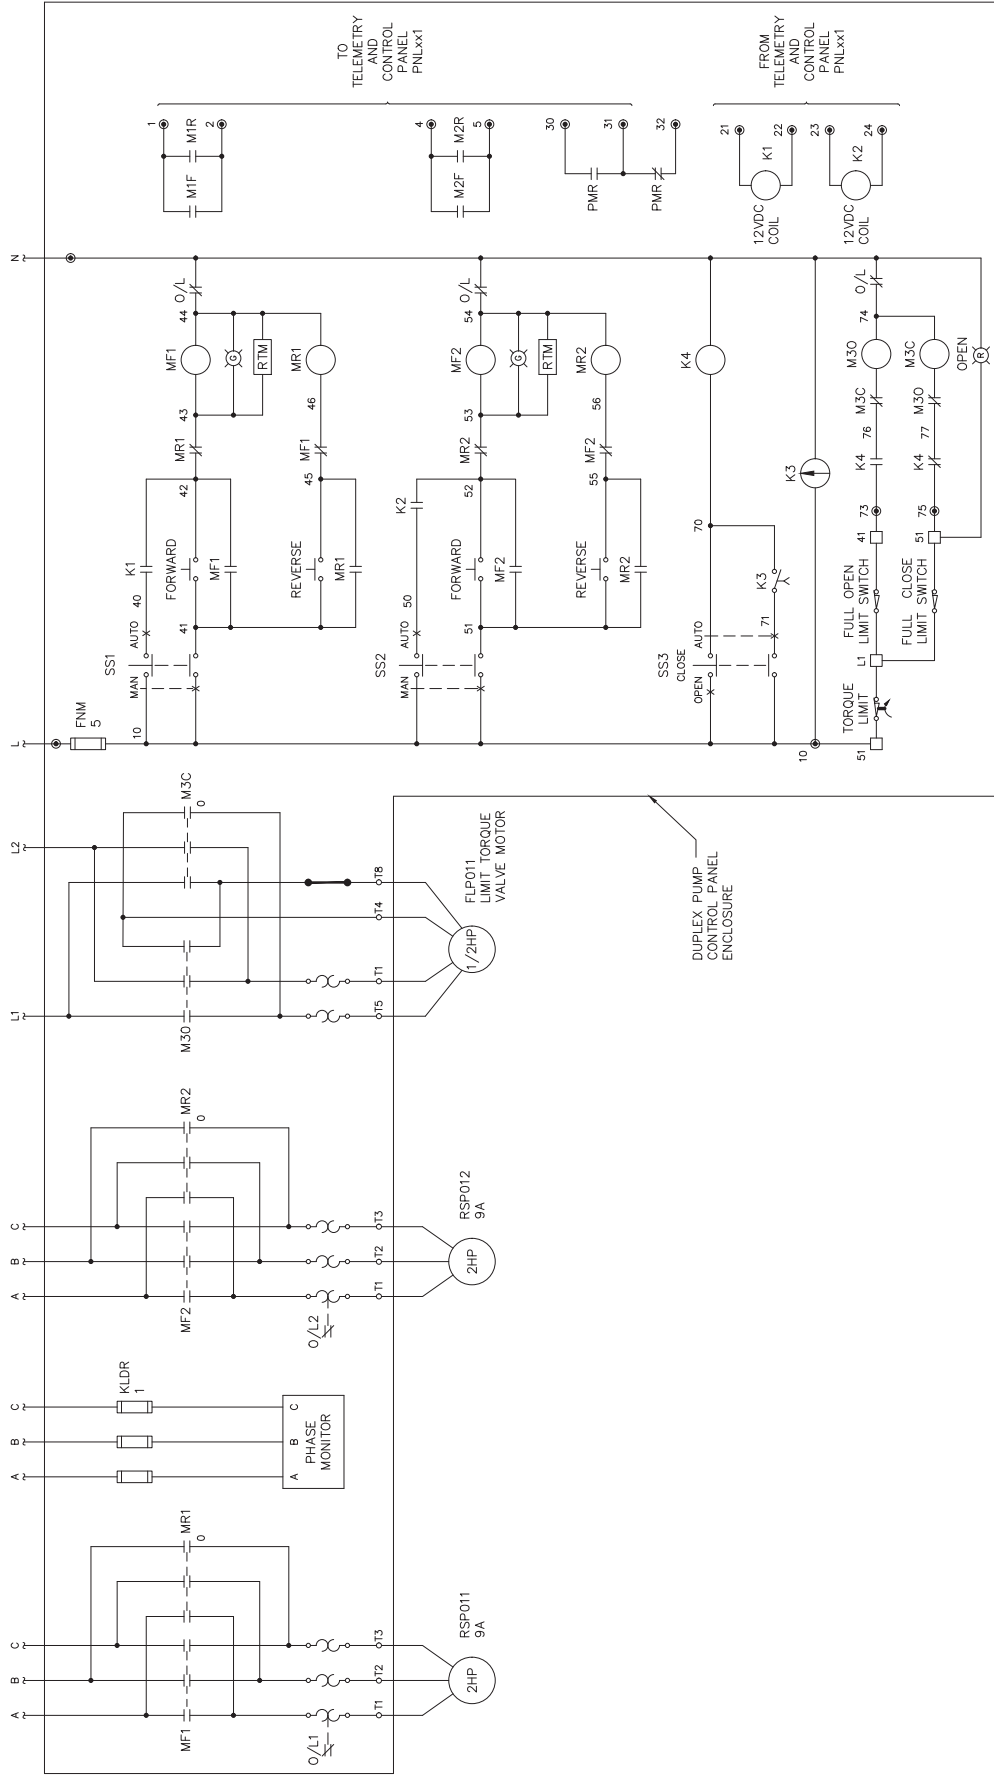 A
B
C
MF1
MR1
0
O/L1
T1
T2
T3
2HP
RSP011
9A
A
B
C
KLDR
1
A
B
C
PHASE
MONITOR
A
B
C
MF2
MR2
0
O/L2
T1
T2
T3
2HP
RSP012
9A
L1
L2
M3O
M3C
0
T5
T1
T4
T8
1/2HP
FLP011
LIMIT TORQUE
VALVE MOTOR
DUPLEX PUMP
CONTROL PANEL
ENCLOSURE
L
N
FNM
5
10
SS1
MAN
AUTO
40
K1
41
FORWARD
42
MR1
43
MF1
44
O/L
MF1
G
RTM
REVERSE
45
MF1
46
MR1
MR1
SS2
MAN
AUTO
50
K2
51
FORWARD
52
MR2
53
MF2
54
O/L
MF2
G
RTM
REVERSE
55
MF2
56
MR2
MR2
SS3
CLOSE
OPEN
AUTO
70
K4
71
K3
10
K3
TORQUE
LIMIT
51
L1
FULL OPEN
LIMIT SWITCH
41
73
K4
76
M3C
M3O
74
O/L
FULL CLOSE
LIMIT SWITCH
51
75
K4
77
M3O
M3C
OPEN
R
M1F
M1R
1
2
M2F
M2R
4
5
PMR
PMR
30
31
32
TO
TELEMETRY
AND
CONTROL
PANEL
PNLxx1
12VDC
COIL
K1
21
22
12VDC
COIL
K2
23
24
FROM
TELEMETRY
AND
CONTROL
PANEL
PNLxx1